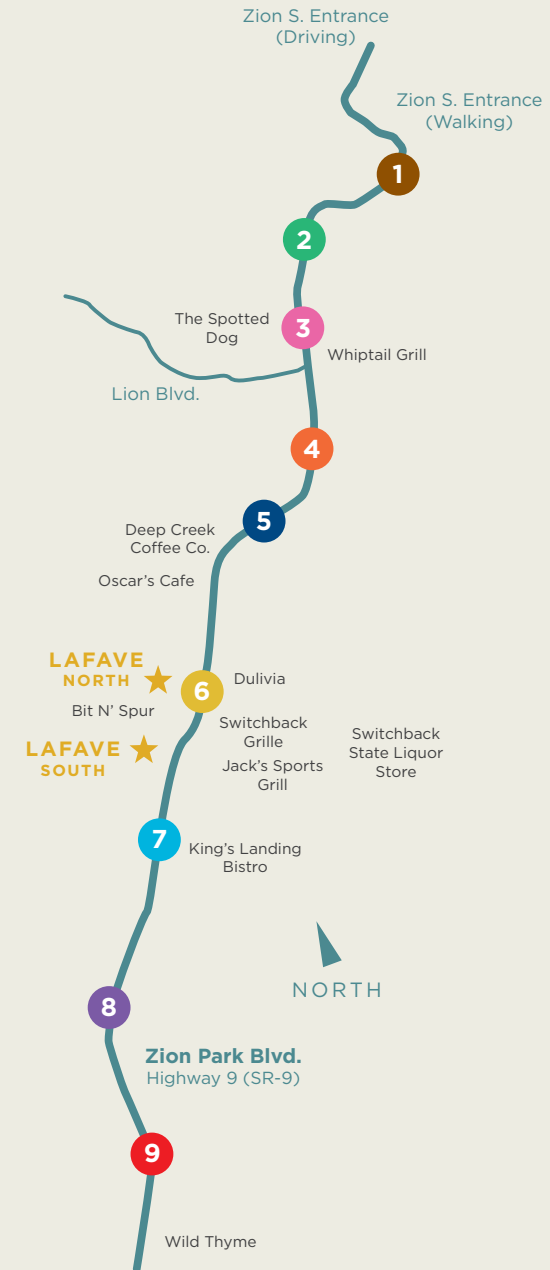 Zion S. Entrance
(Driving)
Zion S. Entrance
(Walking)
1
2
The Spotted
Dog
3
Whiptail Grill
Lion Blvd.
4
5
Deep Creek
Coffee Co.
Oscar's Cafe
LAFAVE
NORTH
6
Dulivia
Bit N' Spur
Switchback
Grille
Switchback
State Liquor
Store
LAFAVE
SOUTH
Jack's Sports
Grill
7
King's Landing
Bistro
NORTH
8
Zion Park Blvd.
Highway 9 (SR-9)
9
Wild Thyme